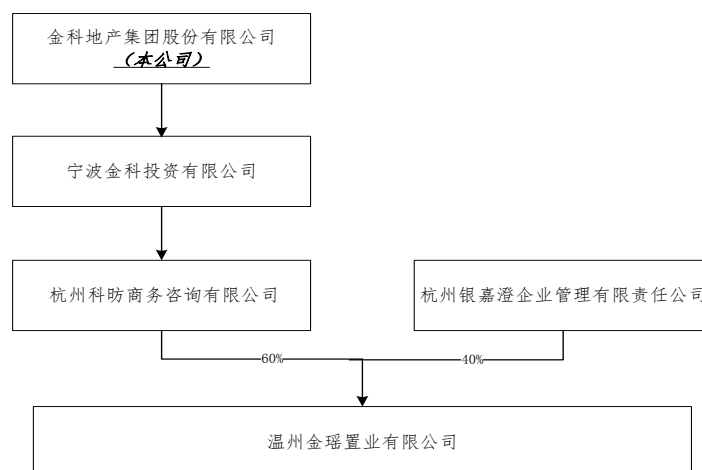 金科地产集团股份有限公司
（本公司）
宁波金科投资有限公司
杭州科昉商务咨询有限公司
杭州银嘉澄企业管理有限责任公司
60%
40%
温州金瑶置业有限公司